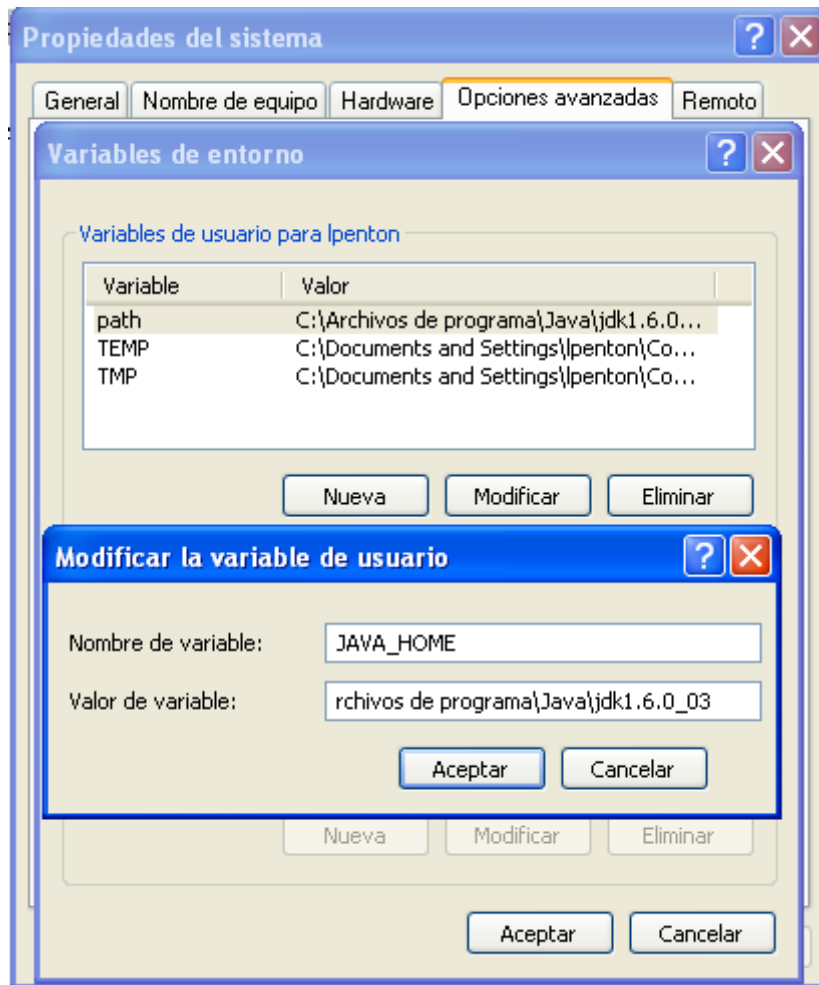 Propiedades del sistema
General Nombre de equipo Hardware Opciones avanzadas Remoto
Variables de entorno
Variables de usuario para lpenton
Variable Valor
path C:\Archivos de programa\Java\jdk1.6.0...
TEMP C:\Documents and Settings\lpenton\Co...
TMP C:\Documents and Settings\lpenton\Co...
Nueva Modificar Eliminar
Modificar la variable de usuario
Nombre de variable: JAVA_HOME
Valor de variable: rchivos de programa\Java\jdk1.6.0_03
Aceptar Cancelar
Nueva Modificar Eliminar
Aceptar Cancelar